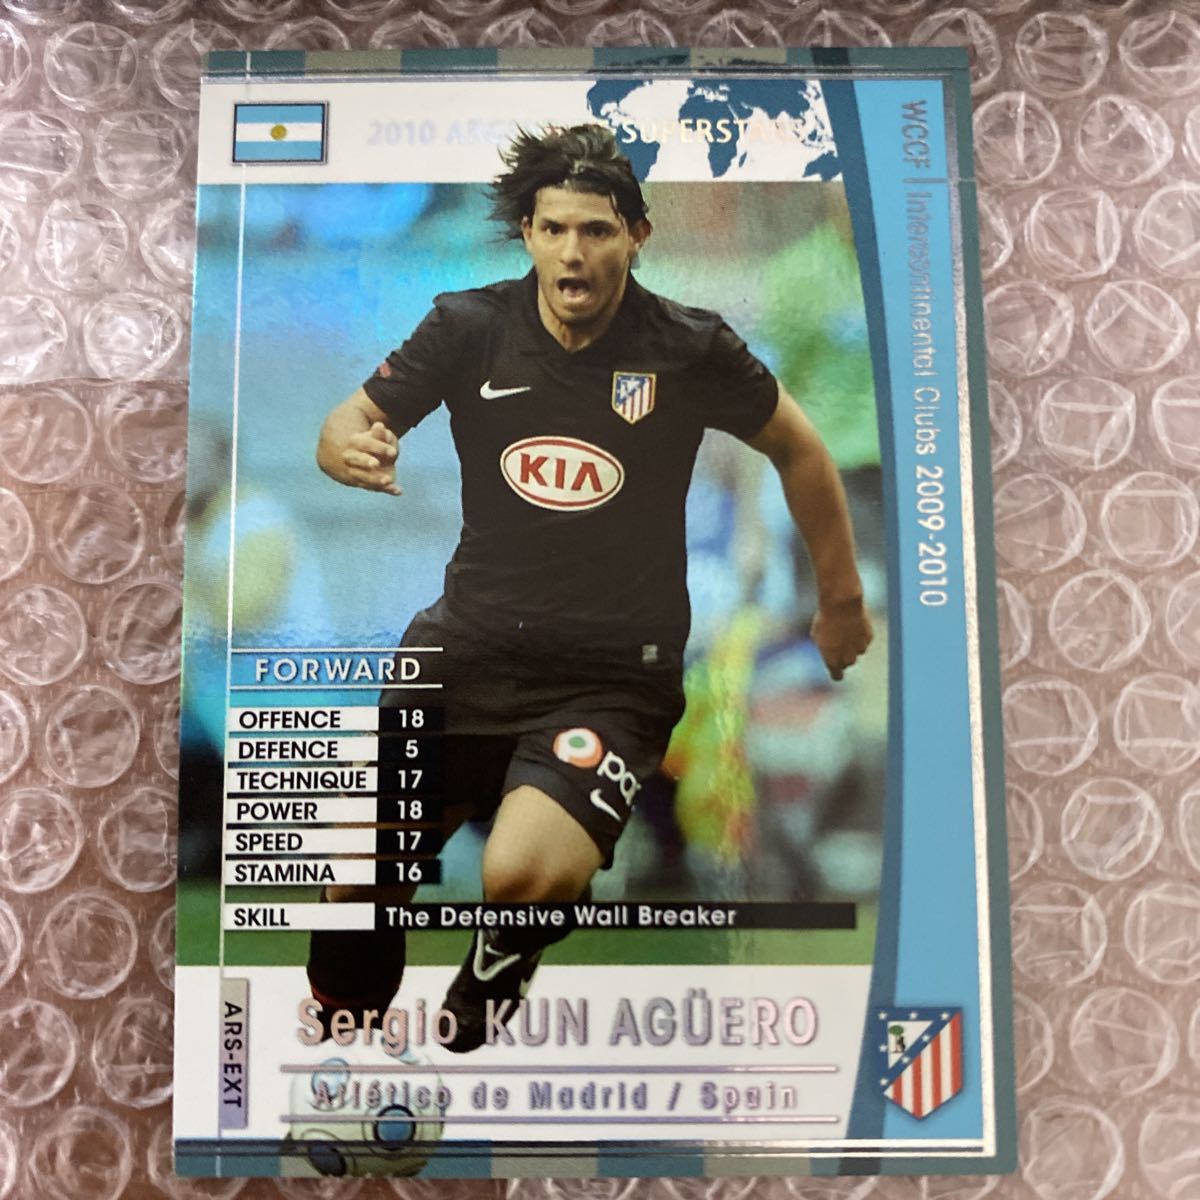 2010 SUPERSTARS
WCCF | Intercontinental Clubs 2009-2010
KIA
FORWARD
OFFENCE 18
DEFENCE 5
TECHNIQUE 17
POWER 18
SPEED 17
STAMINA 16
SKILL The Defensive Wall Breaker
ARS-EXT
Sergio KUN AGÜERO
Atlético de Madrid / Spain